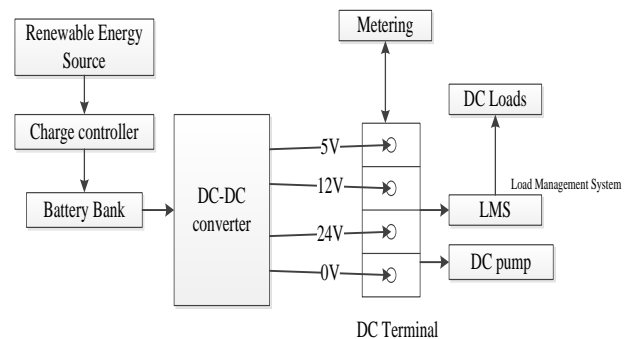 Renewable Energy
Source
Metering
DC Loads
Charge controller
5V
DC-DC
converter
12V
Load Management System
Battery Bank
LMS
24V
DC pump
0V
DC Terminal